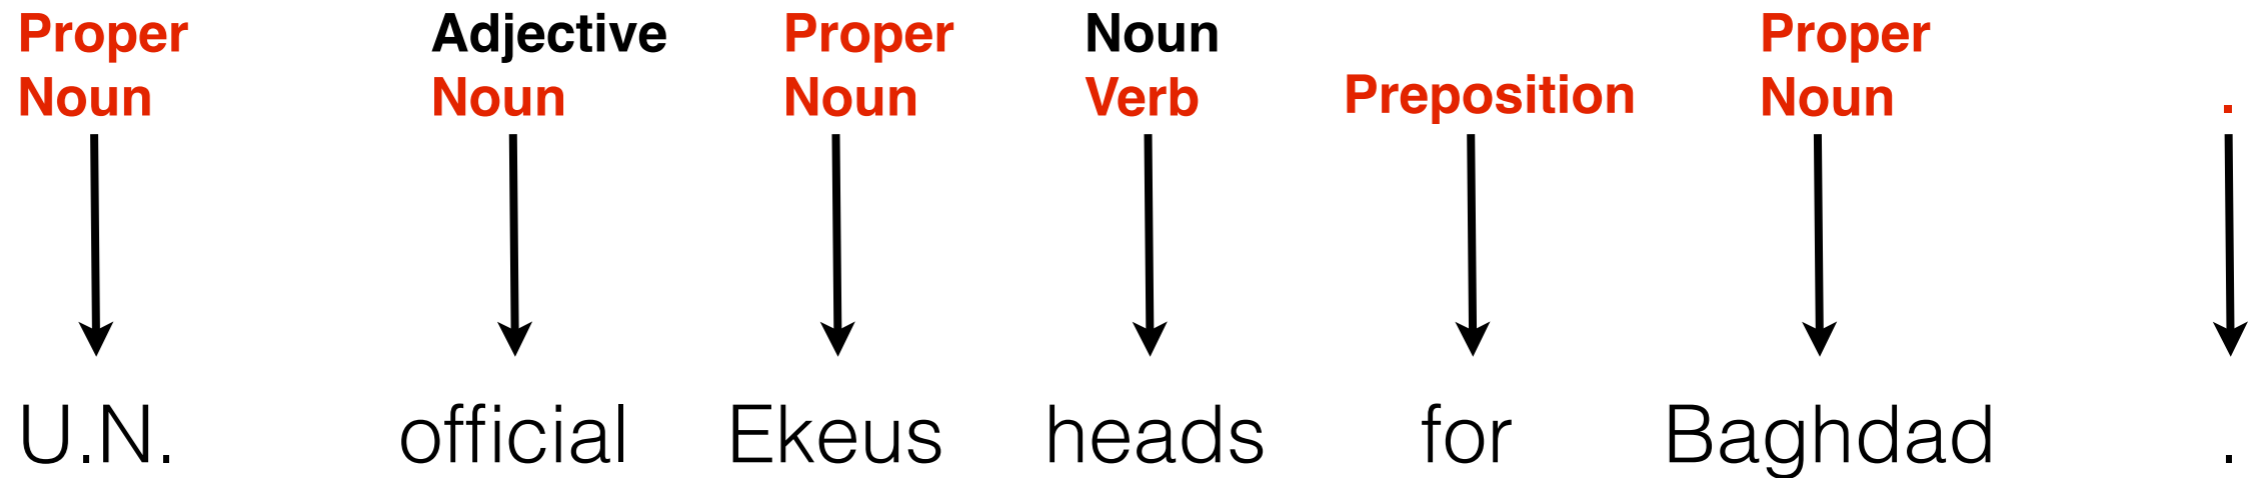 Proper Adjective Proper Noun Proper
Noun Noun Noun Verb Preposition Noun .
U.N. official Ekeus heads for Baghdad .